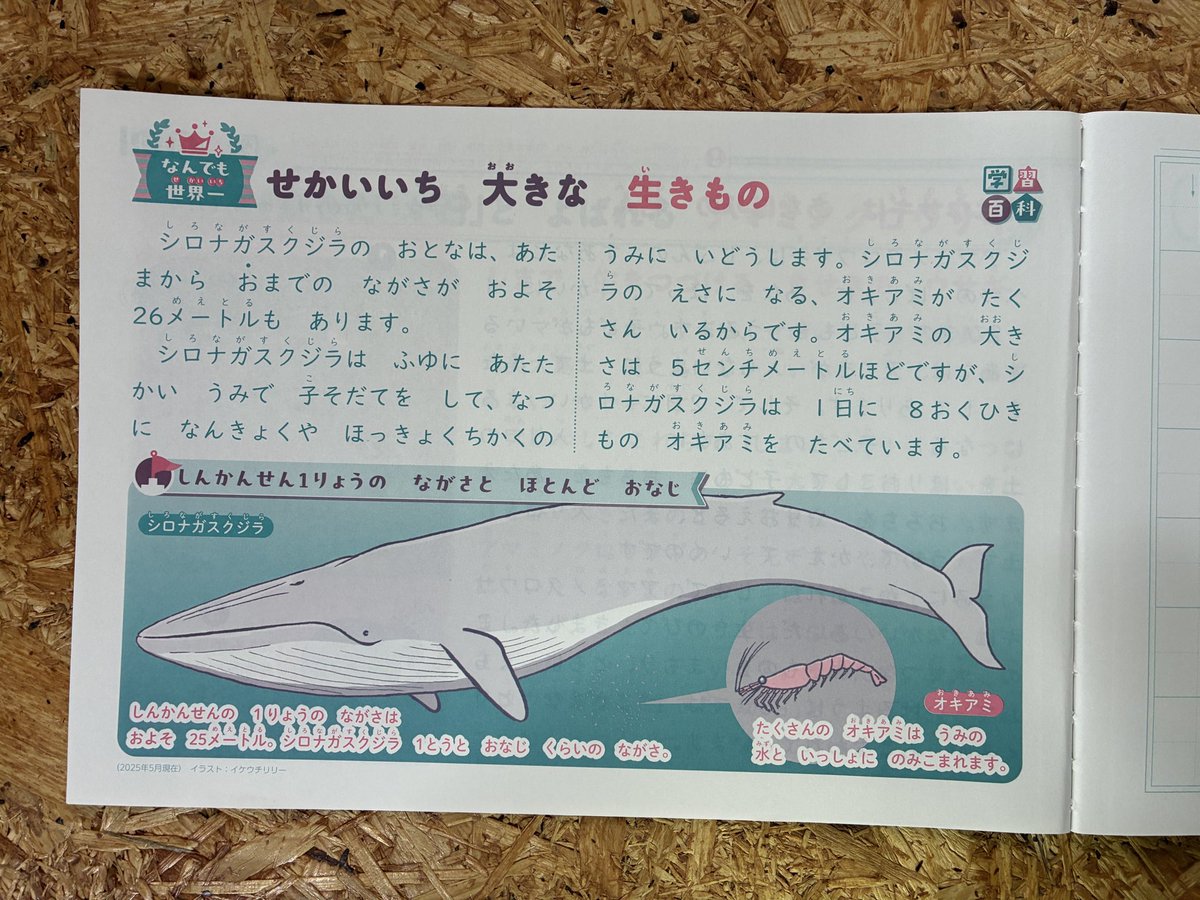 なんでも
世界一
せかいいち　大きな　生きもの
学習
百科
シロナガスクジラの　おとなは、あた
まから　おまでの　ながさが　およそ
26メートルも　あります。
シロナガスクジラは　ふゆに　あたた
かい　うみで　子そだてを　して、なつ
に　なんきょくや　ほっきょくちかくの
うみに　いどうします。シロナガスクジ
ラの　えさに　なる、オキアミが　たく
さん　いるからです。オキアミの　大き
さは　5センチメートルほどですが、シ
ロナガスクジラは　1日に　8おくひき
もの　オキアミを　たべています。
しんかんせん1りょうの　ながさと　ほとんど　おなじ
シロナガスクジラ
しんかんせんの　1りょうの　ながさは
およそ　25メートル。シロナガスクジラ　1とうと　おなじ　くらいの　ながさ。
オキアミ
たくさんの　オキアミは　うみの
水と　いっしょに　のみこまれます。
(2025年5月現在)　イラスト：イケウチリリー